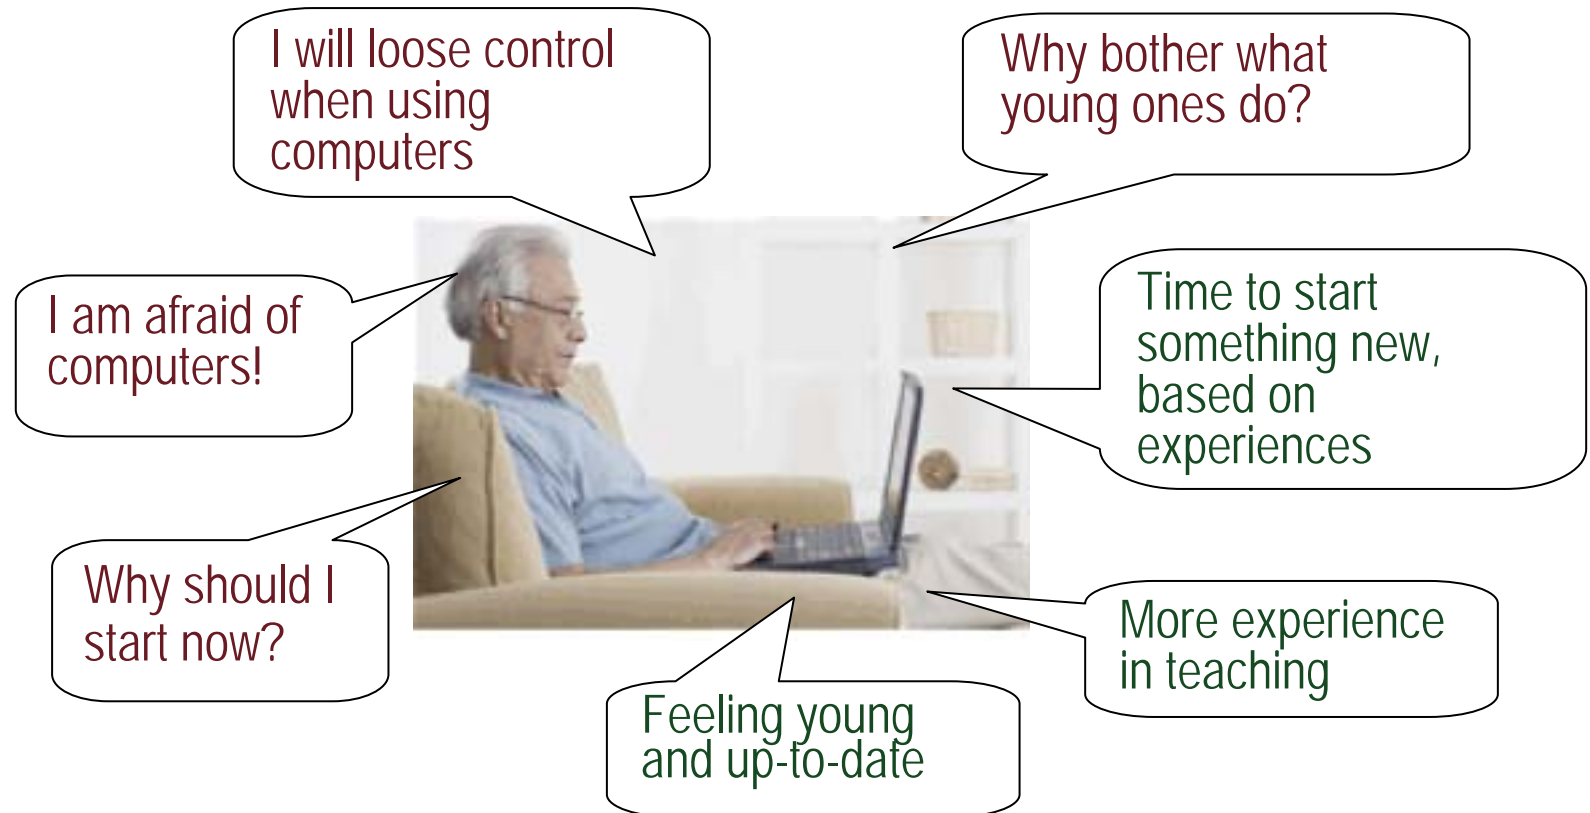 I will loose control
when using
computers
Why bother what
young ones do?
I am afraid of
computers!
Time to start
something new,
based on
experiences
Why should I
start now?
More experience
in teaching
Feeling young
and up-to-date